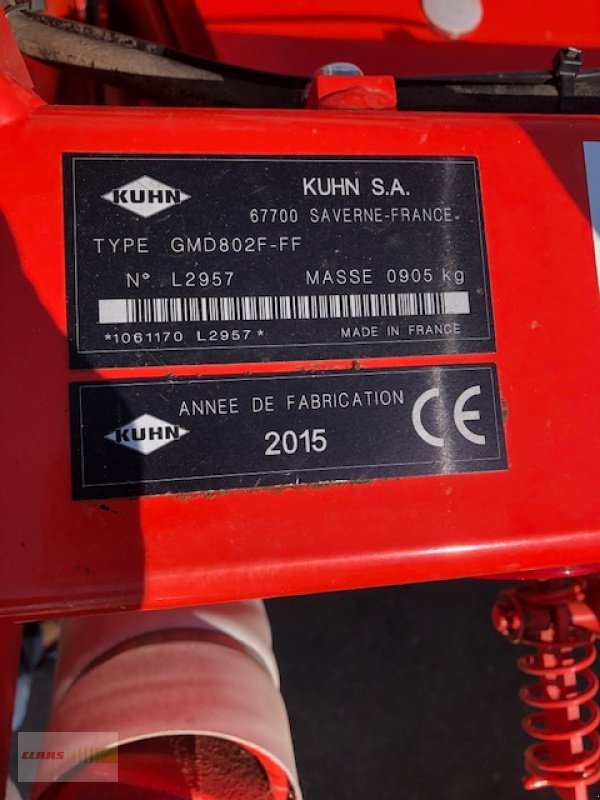 KUHN
KUHN S.A.
67700 SAVERNE-FRANCE
TYPE GMD802F-FF
N° L2957 MASSE 0905 kg
*1061170 L2957*
MADE IN FRANCE
KUHN
ANNEE DE FABRICATION
2015
CE
CLAAS